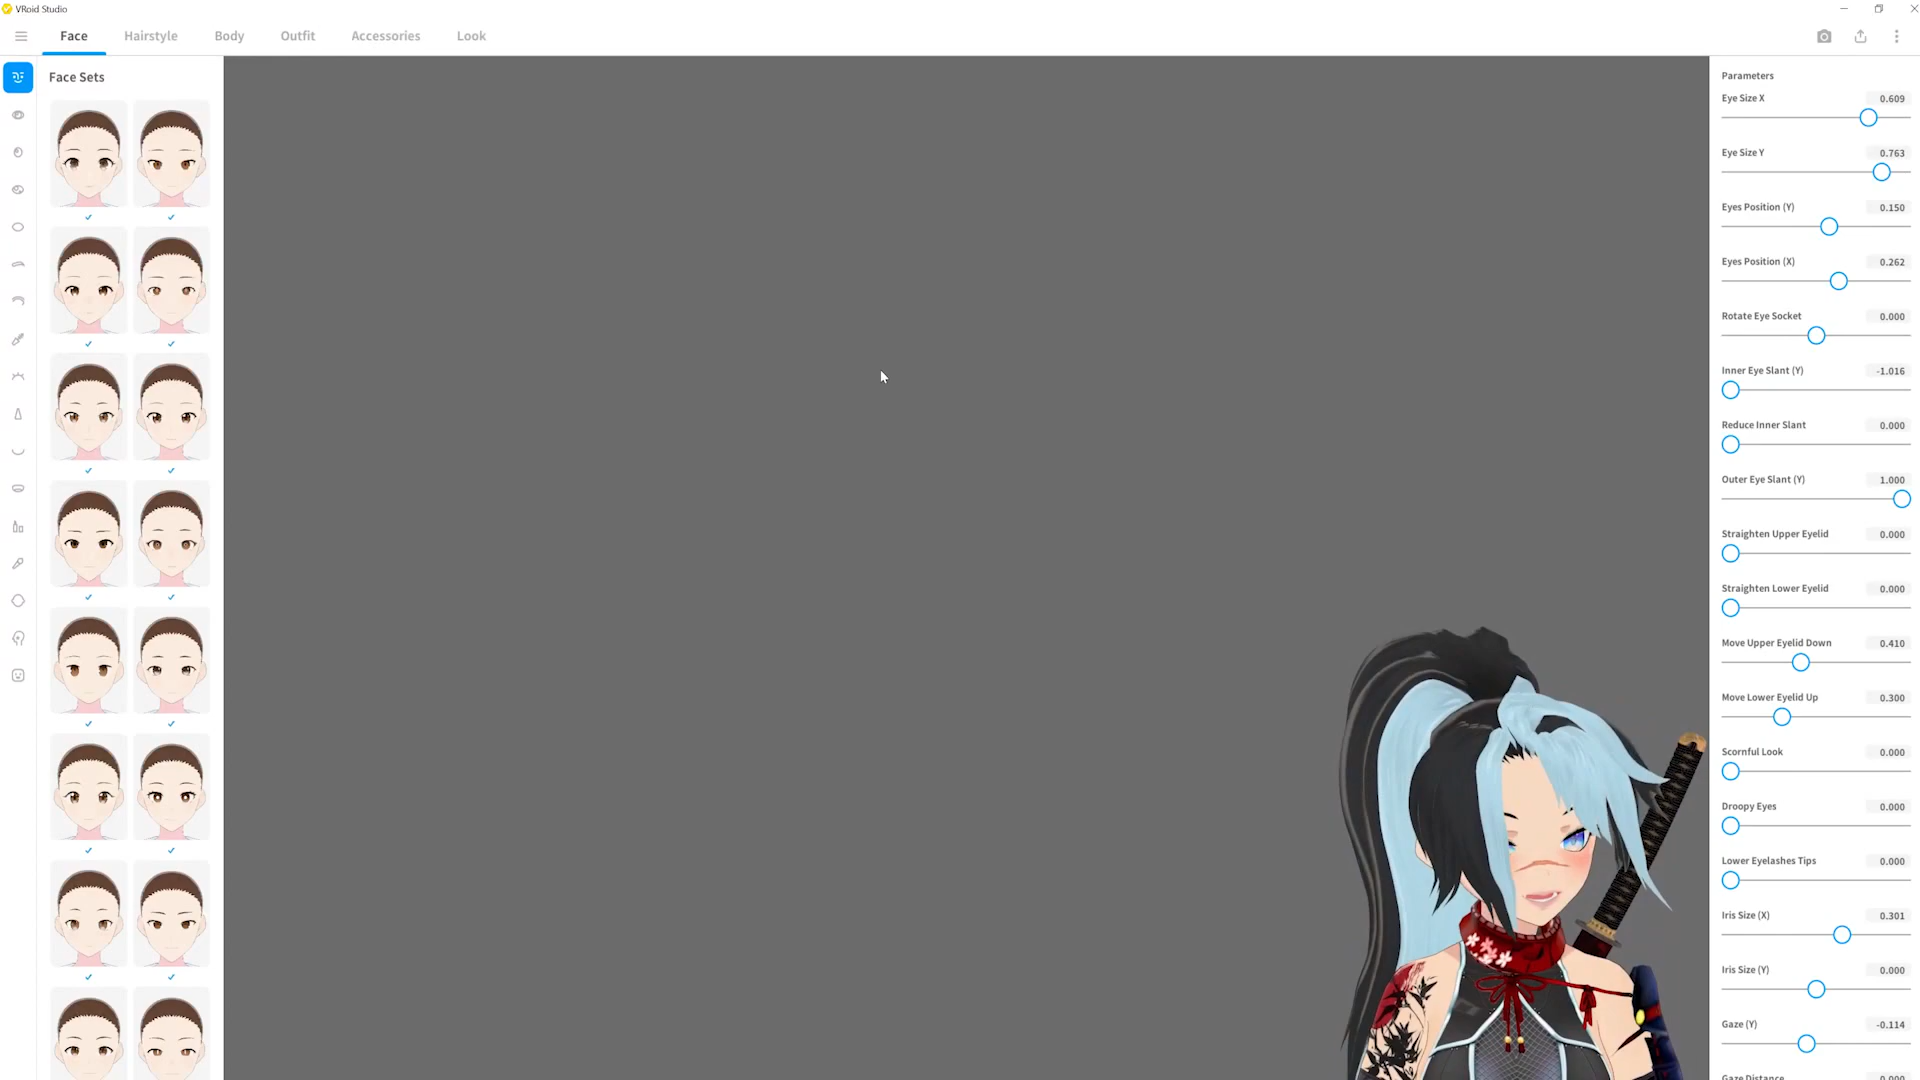 VRoid Studio
Face
Hairstyle
Body
Outfit
Accessories
Look
Face Sets
Parameters
Eye Size X 0.609
Eye Size Y 0.763
Eyes Position (Y) 0.150
Eyes Position (X) 0.262
Rotate Eye Socket 0.000
Inner Eye Slant (Y) -1.016
Reduce Inner Slant 0.000
Outer Eye Slant (Y) 1.000
Straighten Upper Eyelid 0.000
Straighten Lower Eyelid 0.000
Move Upper Eyelid Down 0.410
Move Lower Eyelid Up 0.300
Scornful Look 0.000
Droopy Eyes 0.000
Lower Eyelashes Tips 0.000
Iris Size (X) 0.301
Iris Size (Y) 0.000
Gaze (Y) -0.114
Gaze Distance 0.000